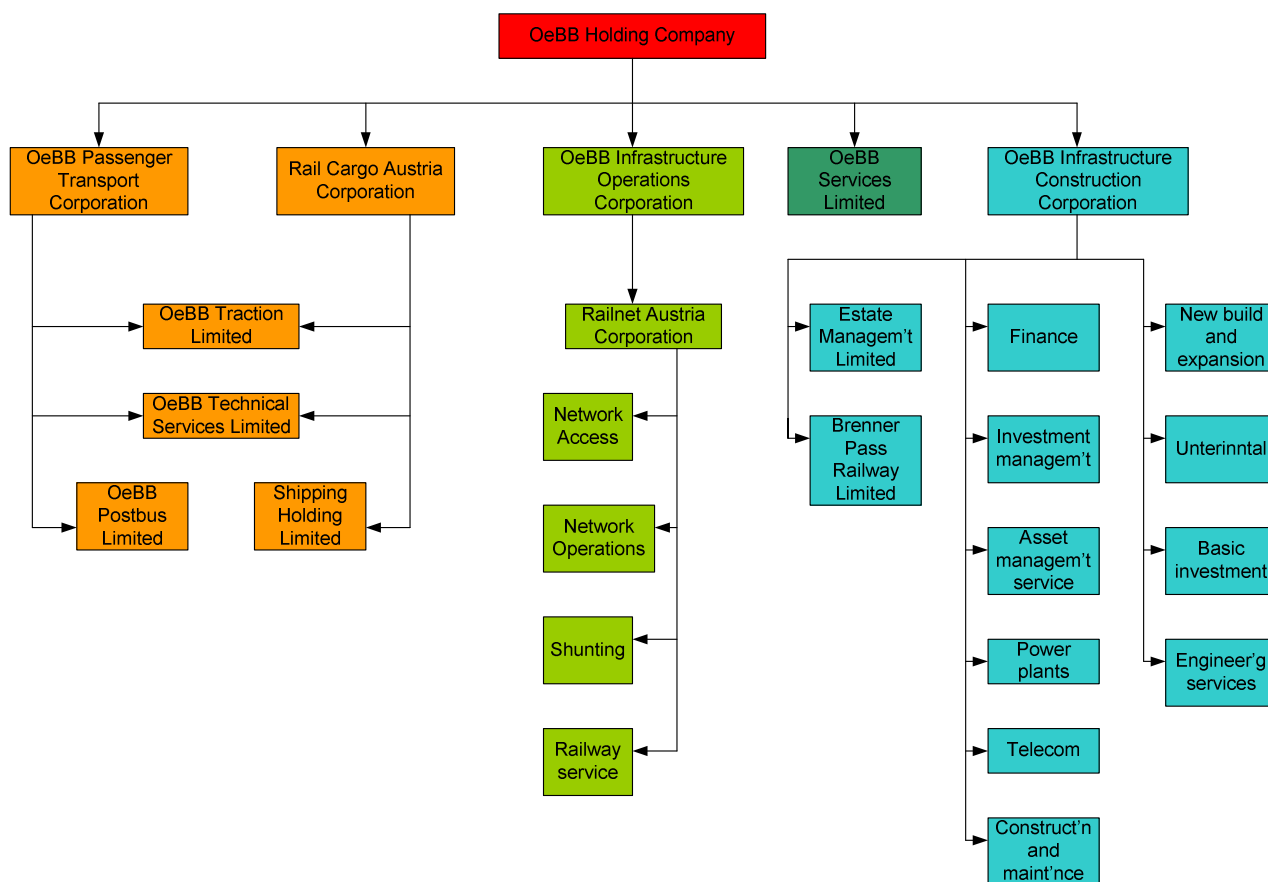 OeBB Holding Company
OeBB Passenger
Transport
Corporation
Rail Cargo Austria
Corporation
OeBB Infrastructure
Operations
Corporation
OeBB
Services
Limited
OeBB Infrastructure
Construction
Corporation
OeBB Traction
Limited
OeBB Technical
Services Limited
OeBB
Postbus
Limited
Shipping
Holding
Limited
Railnet Austria
Corporation
Network
Access
Network
Operations
Shunting
Railway
service
Estate
Managem't
Limited
Brenner
Pass
Railway
Limited
Finance
Investment
managem't
Asset
managem't
service
Power
plants
Telecom
Construct'n
and
maint'nce
New build
and
expansion
Unterinntal
Basic
investment
Engineer'g
services